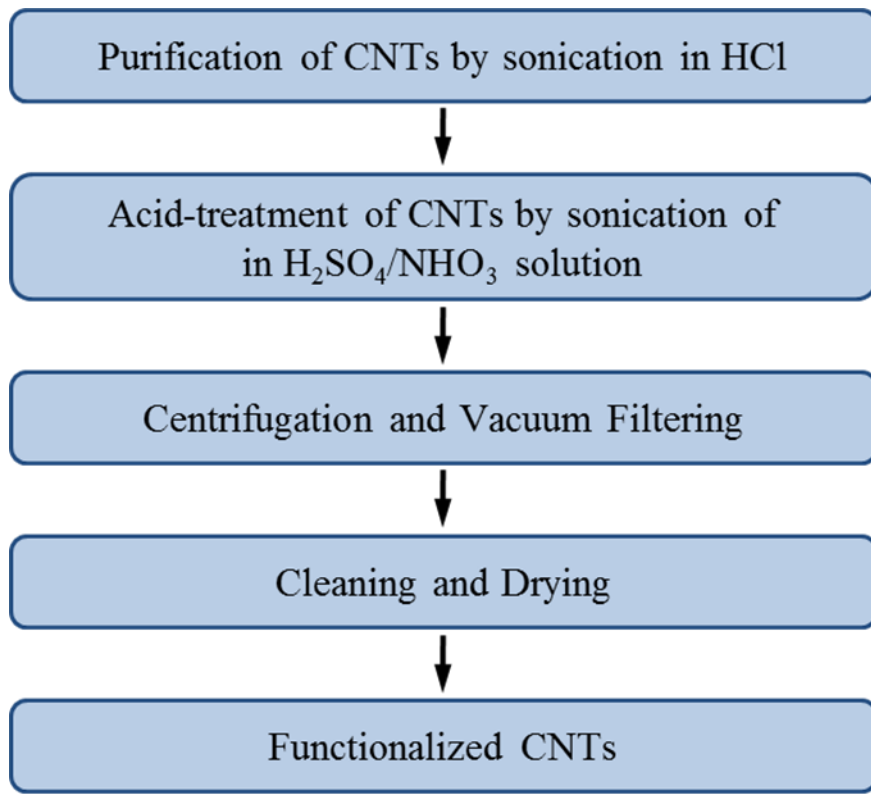 Purification of CNTs by sonication in HCl
Acid-treatment of CNTs by sonication of
in H₂SO₄/NHO₃ solution
Centrifugation and Vacuum Filtering
Cleaning and Drying
Functionalized CNTs